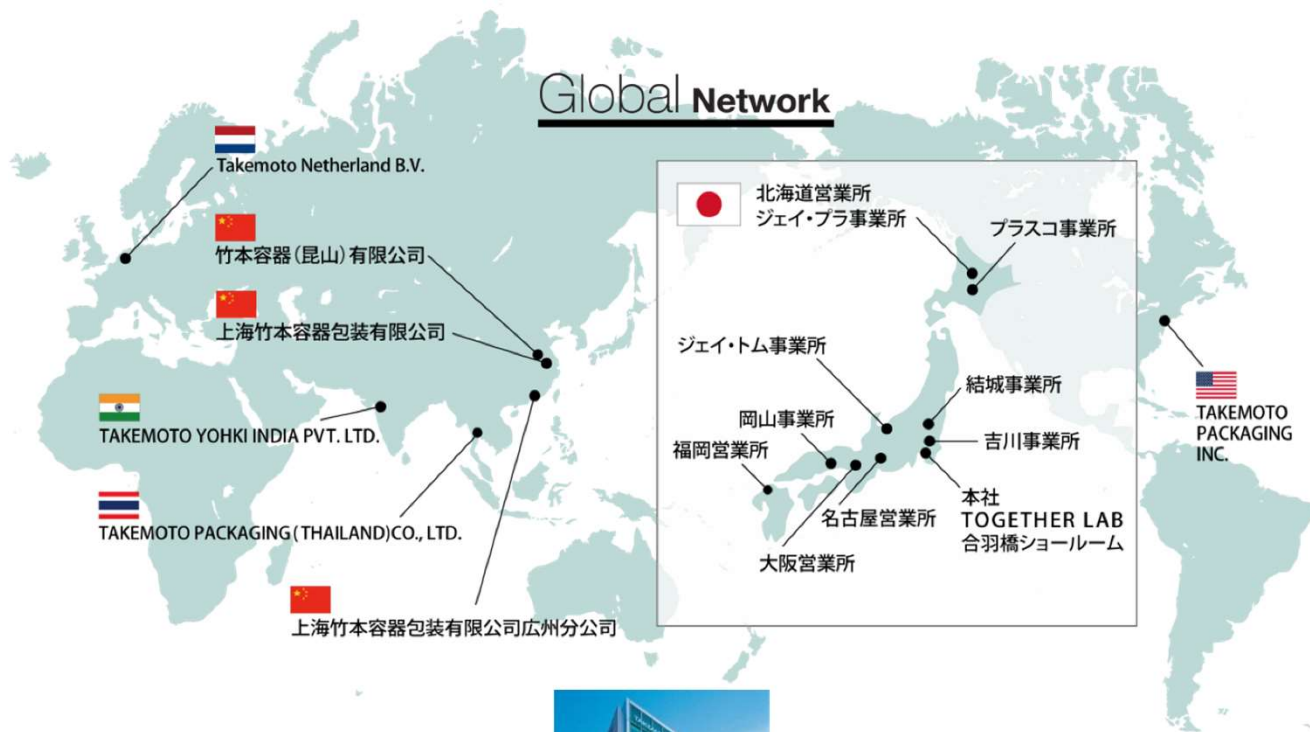 Global Network
Takemoto Netherland B.V.
竹本容器(昆山)有限公司
上海竹本容器包装有限公司
TAKEMOTO YOHKI INDIA PVT. LTD.
TAKEMOTO PACKAGING(THAILAND)CO., LTD.
上海竹本容器包装有限公司広州分公司
北海道営業所
ジェイ・プラ事業所
プラスコ事業所
ジェイ・トム事業所
結城事業所
岡山事業所
吉川事業所
福岡営業所
本社
TOGETHER LAB
合羽橋ショールーム
名古屋営業所
大阪営業所
TAKEMOTO
PACKAGING
INC.